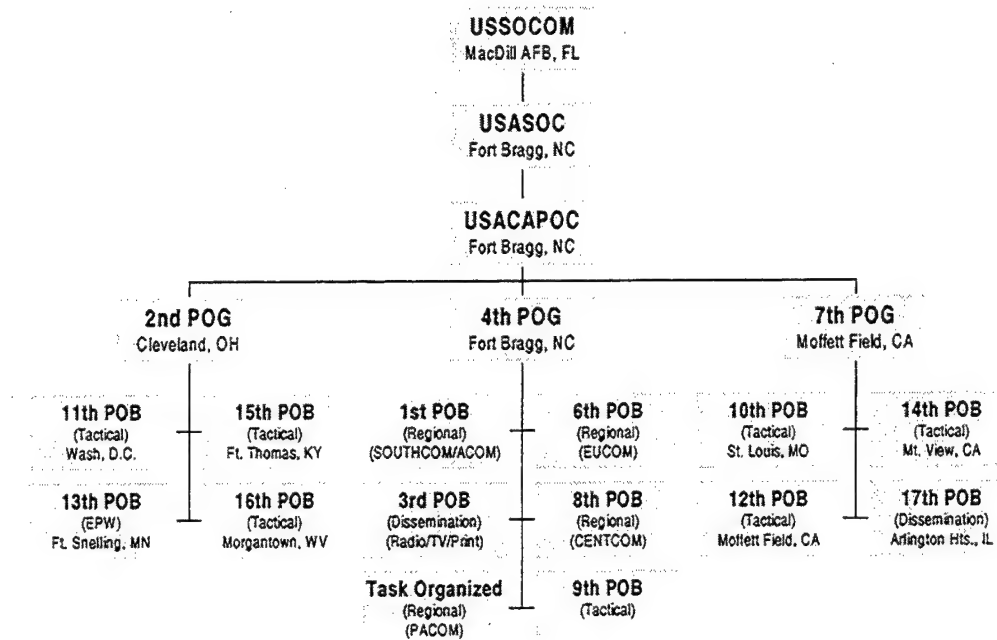 USSOCOM
MacDill AFB, FL
USASOC
Fort Bragg, NC
USACAPOC
Fort Bragg, NC
2nd POG
Cleveland, OH
4th POG
Fort Bragg, NC
7th POG
Moffett Field, CA
11th POB
(Tactical)
Wash, D.C.
15th POB
(Tactical)
Ft. Thomas, KY
1st POB
(Regional)
(SOUTHCOM/ACOM)
6th POB
(Regional)
(EUCOM)
10th POB
(Tactical)
St. Louis, MO
14th POB
(Tactical)
Mt. View, CA
13th POB
(EPW)
Ft. Snelling, MN
16th POB
(Tactical)
Morgantown, WV
3rd POB
(Dissemination)
(Radio/TV/Print)
8th POB
(Regional)
(CENTCOM)
12th POB
(Tactical)
Moffett Field, CA
17th POB
(Dissemination)
Arlington Hts., IL
Task Organized
(Regional)
(PACOM)
9th POB
(Tactical)